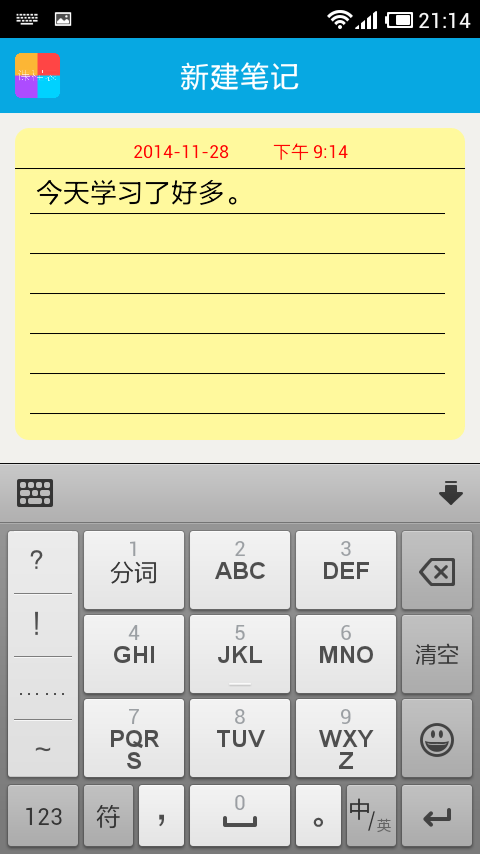 21:14
新建笔记
2014-11-28 下午 9:14
今天学习了好多。
? 1 分词 2 ABC 3 DEF
! 4 GHI 5 JKL 6 MNO 清空
…… 7 PQRS 8 TUV 9 WXYZ
~
123 符 , 0 。 中/英